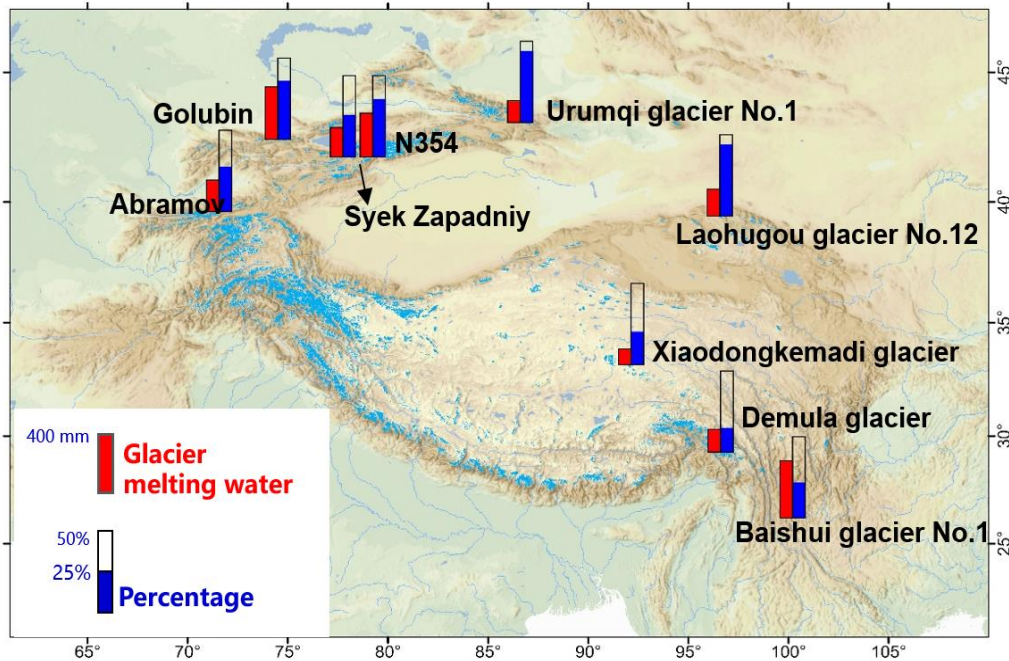 Golubin
Urumqi glacier No.1
N354
Abramov
Syek Zapadniy
Laohugou glacier No.12
Xiaodongkemadi glacier
Demula glacier
Baishui glacier No.1
400 mm
Glacier
melting water
50%
25%
Percentage
45°
40°
35°
30°
25°
65°
70°
75°
80°
85°
90°
95°
100°
105°